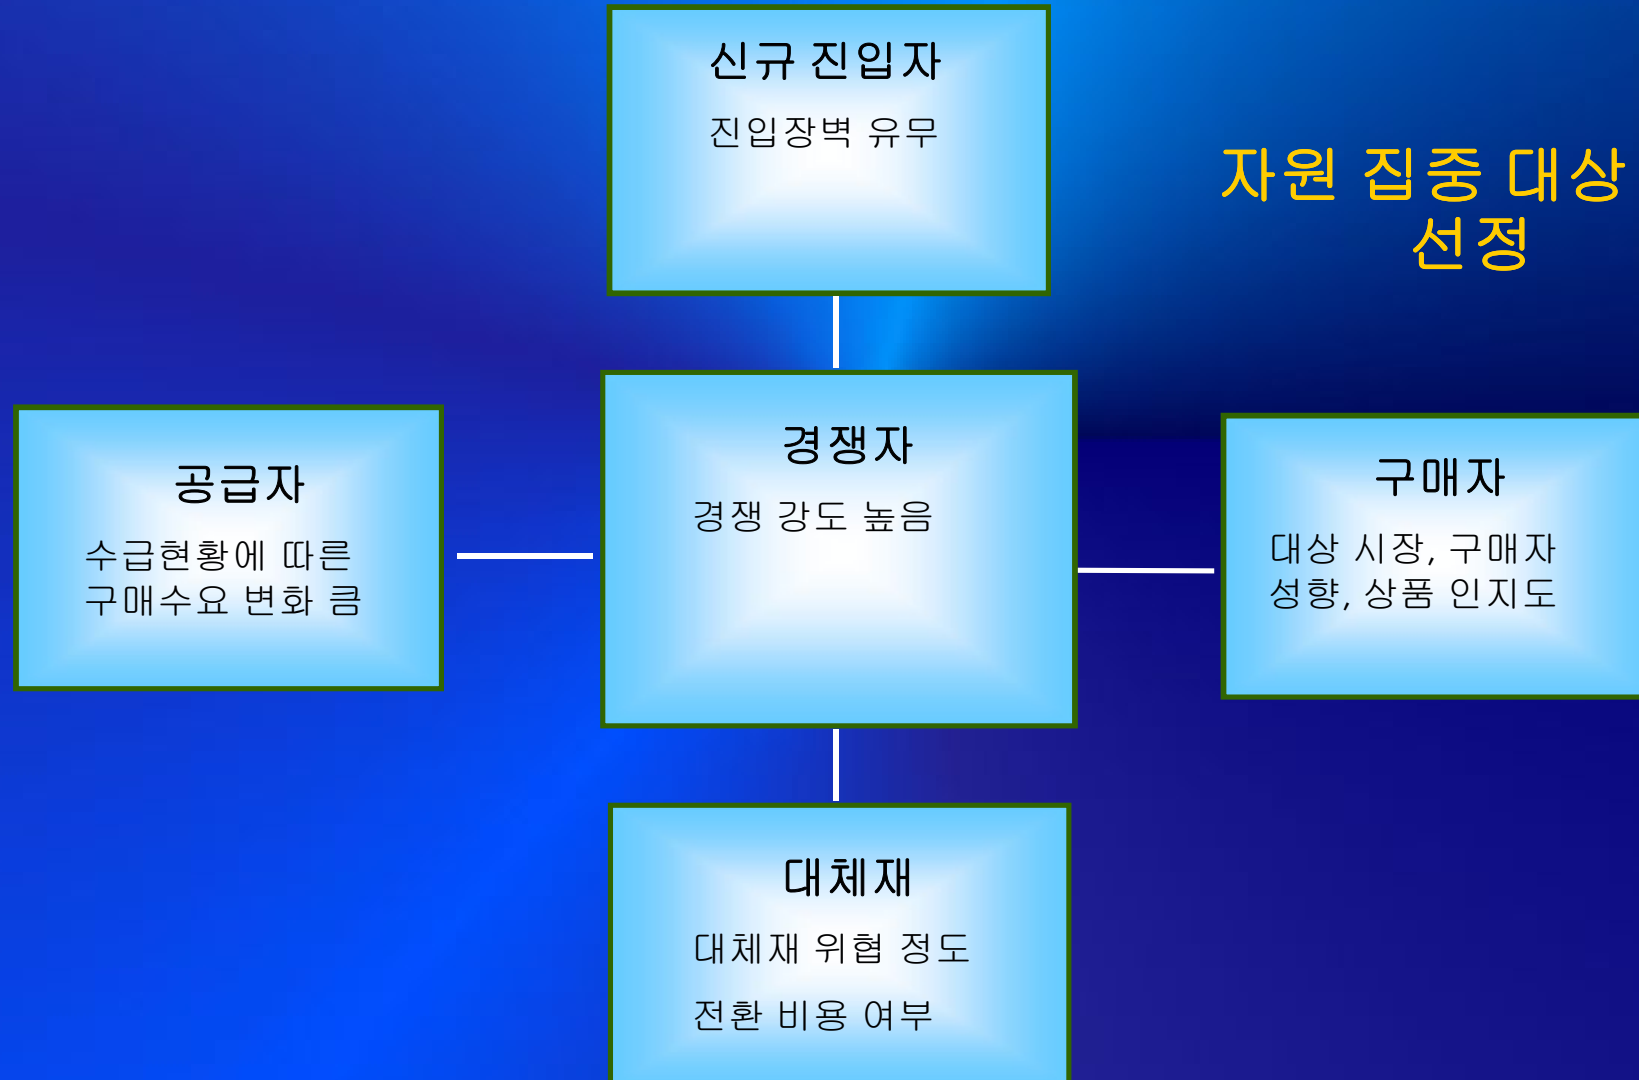 신규 진입자
진입장벽 유무
자원 집중 대상
선정
공급자
수급현황에 따른
구매수요 변화 큼
경쟁자
경쟁 강도 높음
구매자
대상 시장, 구매자
성향, 상품 인지도
대체재
대체재 위협 정도
전환 비용 여부